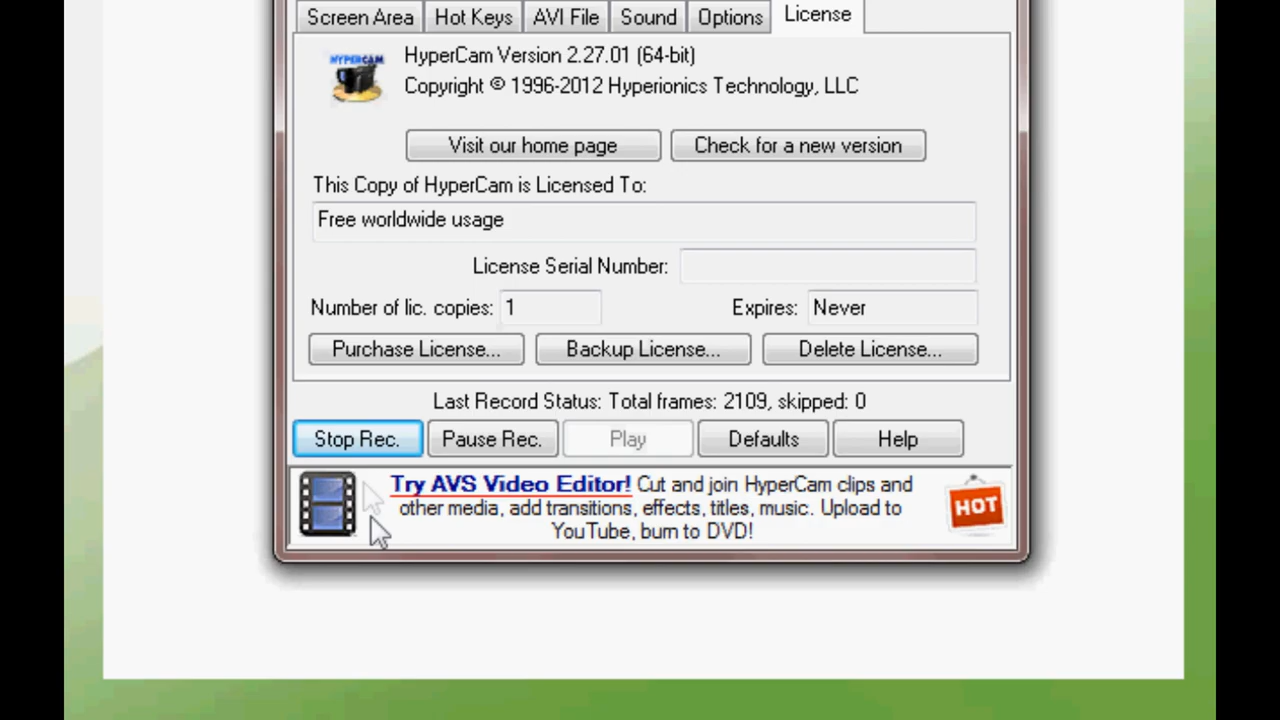 Screen Area Hot Keys AVI File Sound Options License
HYPERCAM
HyperCam Version 2.27.01 (64-bit)
Copyright © 1996-2012 Hyperionics Technology, LLC
Visit our home page Check for a new version
This Copy of HyperCam is Licensed To:
Free worldwide usage
License Serial Number:
Number of lic. copies: 1 Expires: Never
Purchase License... Backup License... Delete License...
Last Record Status: Total frames: 2109, skipped: 0
Stop Rec. Pause Rec. Play Defaults Help
Try AVS Video Editor! Cut and join HyperCam clips and
other media, add transitions, effects, titles, music. Upload to
YouTube, burn to DVD!
HOT